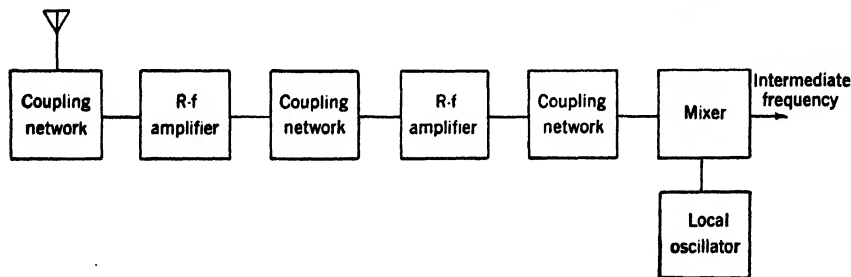 Coupling
network
R-f
amplifier
Coupling
network
R-f
amplifier
Coupling
network
Mixer
Intermediate
frequency
Local
oscillator